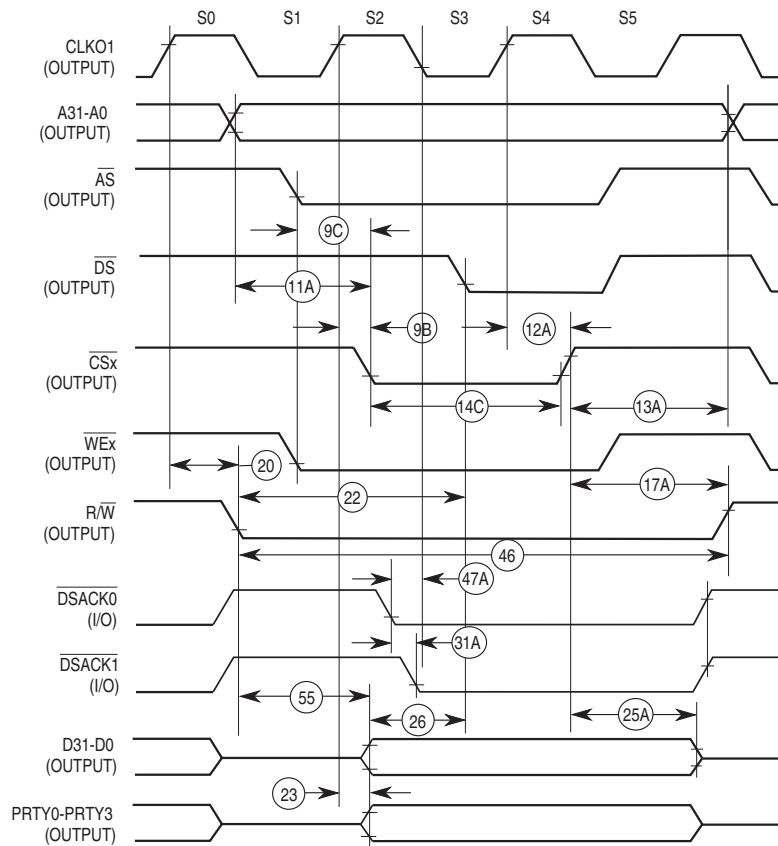 S0 S1 S2 S3 S4 S5
CLKO1
(OUTPUT)
A31-A0
(OUTPUT)
AS
(OUTPUT)
9C
DS
(OUTPUT)
11A
9B
12A
CSx
(OUTPUT)
14C
13A
WEx
(OUTPUT)
20
17A
22
R/W
(OUTPUT)
46
47A
DSACK0
(I/O)
31A
DSACK1
(I/O)
55
26
25A
D31-D0
(OUTPUT)
23
PRTY0-PRTY3
(OUTPUT)